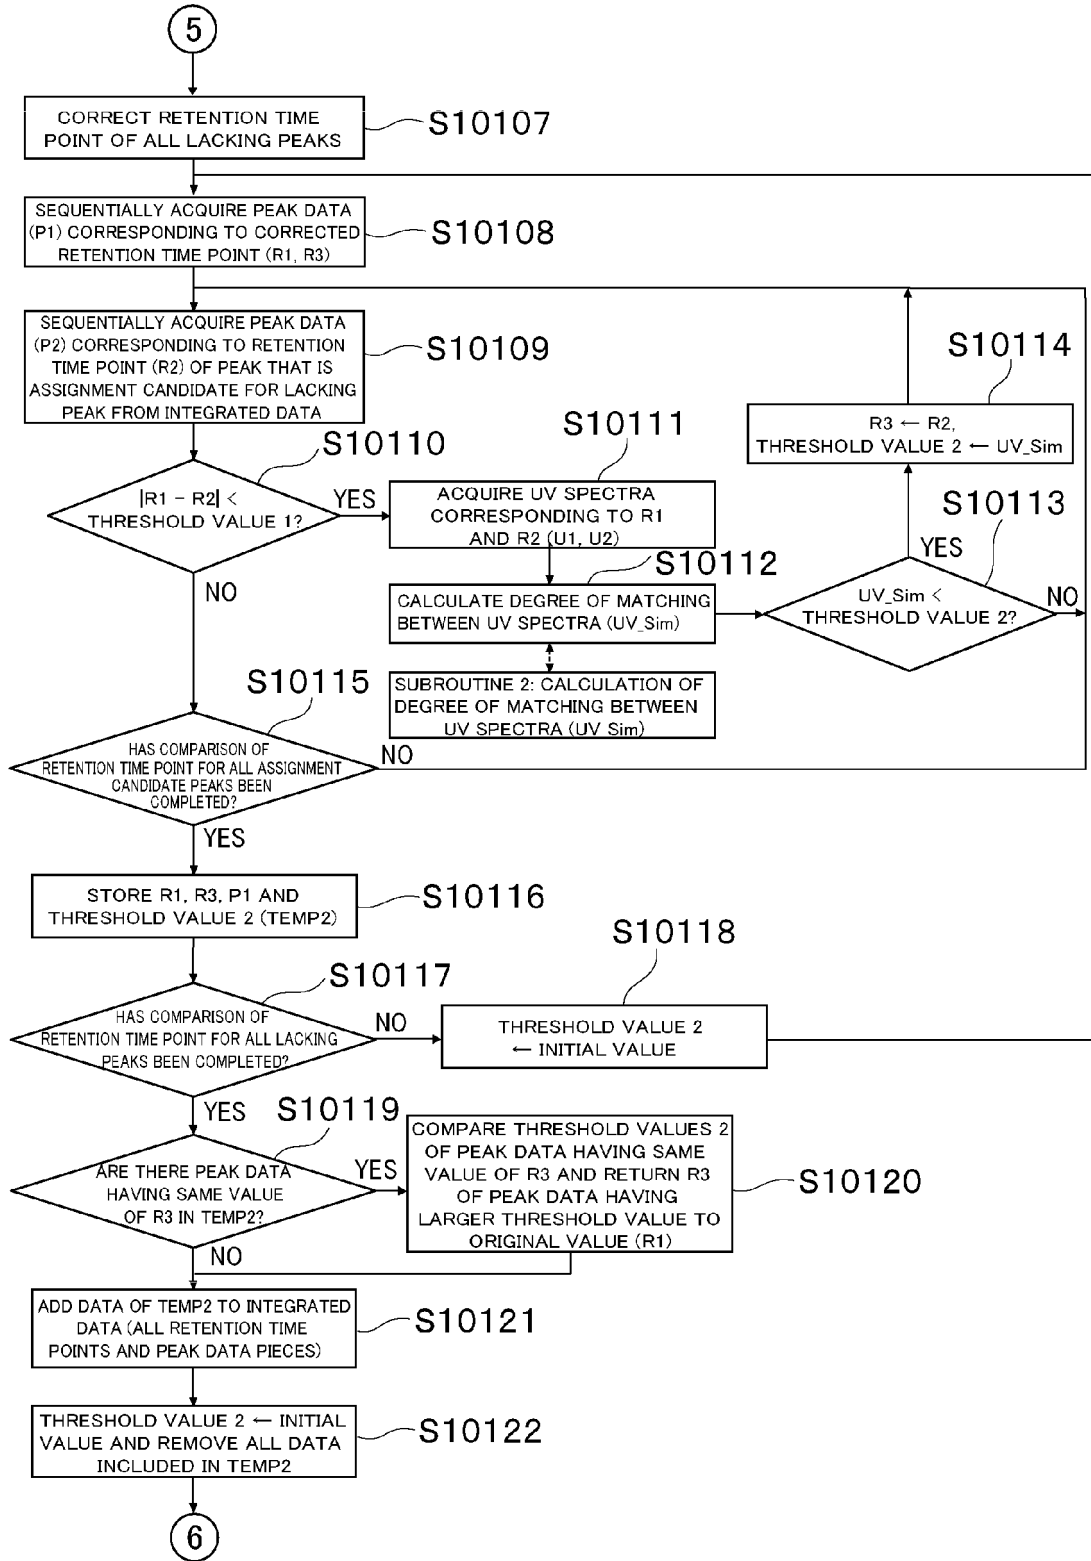 5
CORRECT RETENTION TIME
POINT OF ALL LACKING PEAKS
S10107
SEQUENTIALLY ACQUIRE PEAK DATA
(P1) CORRESPONDING TO CORRECTED
RETENTION TIME POINT (R1, R3)
S10108
SEQUENTIALLY ACQUIRE PEAK DATA
(P2) CORRESPONDING TO RETENTION
TIME POINT (R2) OF PEAK THAT IS
ASSIGNMENT CANDIDATE FOR LACKING
PEAK FROM INTEGRATED DATA
S10109
S10110
|R1 − R2| <
THRESHOLD VALUE 1?
YES
NO
S10111
ACQUIRE UV SPECTRA
CORRESPONDING TO R1
AND R2 (U1, U2)
S10112
CALCULATE DEGREE OF MATCHING
BETWEEN UV SPECTRA (UV_Sim)
SUBROUTINE 2: CALCULATION OF
DEGREE OF MATCHING BETWEEN
UV SPECTRA (UV Sim)
S10114
R3 ← R2,
THRESHOLD VALUE 2 ← UV_Sim
S10113
YES
UV_Sim <
THRESHOLD VALUE 2?
NO
S10115
HAS COMPARISON OF
RETENTION TIME POINT FOR ALL ASSIGNMENT
CANDIDATE PEAKS BEEN
COMPLETED?
NO
YES
STORE R1, R3, P1 AND
THRESHOLD VALUE 2 (TEMP2)
S10116
S10117
HAS COMPARISON OF
RETENTION TIME POINT FOR ALL LACKING
PEAKS BEEN COMPLETED?
NO
S10118
THRESHOLD VALUE 2
← INITIAL VALUE
YES
S10119
ARE THERE PEAK DATA
HAVING SAME VALUE
OF R3 IN TEMP2?
YES
COMPARE THRESHOLD VALUES 2
OF PEAK DATA HAVING SAME
VALUE OF R3 AND RETURN R3
OF PEAK DATA HAVING
LARGER THRESHOLD VALUE TO
ORIGINAL VALUE (R1)
S10120
NO
ADD DATA OF TEMP2 TO INTEGRATED
DATA (ALL RETENTION TIME
POINTS AND PEAK DATA PIECES)
S10121
THRESHOLD VALUE 2 ← INITIAL
VALUE AND REMOVE ALL DATA
INCLUDED IN TEMP2
S10122
6